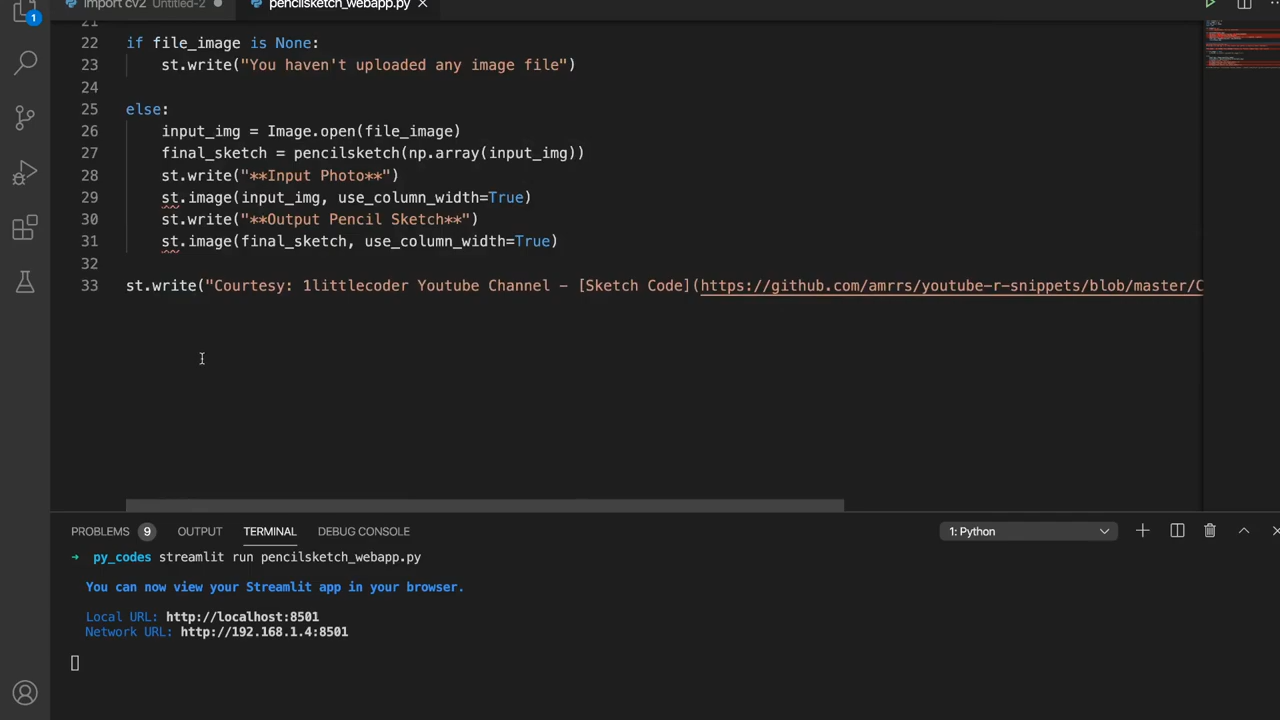 import cv2 Untitled-2
pencilsketch_webapp.py
1
21
22 if file_image is None:
23 st.write("You haven't uploaded any image file")
24
25 else:
26 input_img = Image.open(file_image)
27 final_sketch = pencilsketch(np.array(input_img))
28 st.write("**Input Photo**")
29 st.image(input_img, use_column_width=True)
30 st.write("**Output Pencil Sketch**")
31 st.image(final_sketch, use_column_width=True)
32
33 st.write("Courtesy: 1littlecoder Youtube Channel - [Sketch Code](https://github.com/amrrs/youtube-r-snippets/blob/master/C
PROBLEMS 9 OUTPUT TERMINAL DEBUG CONSOLE 1: Python
→ py_codes streamlit run pencilsketch_webapp.py
You can now view your Streamlit app in your browser.
Local URL: http://localhost:8501
Network URL: http://192.168.1.4:8501